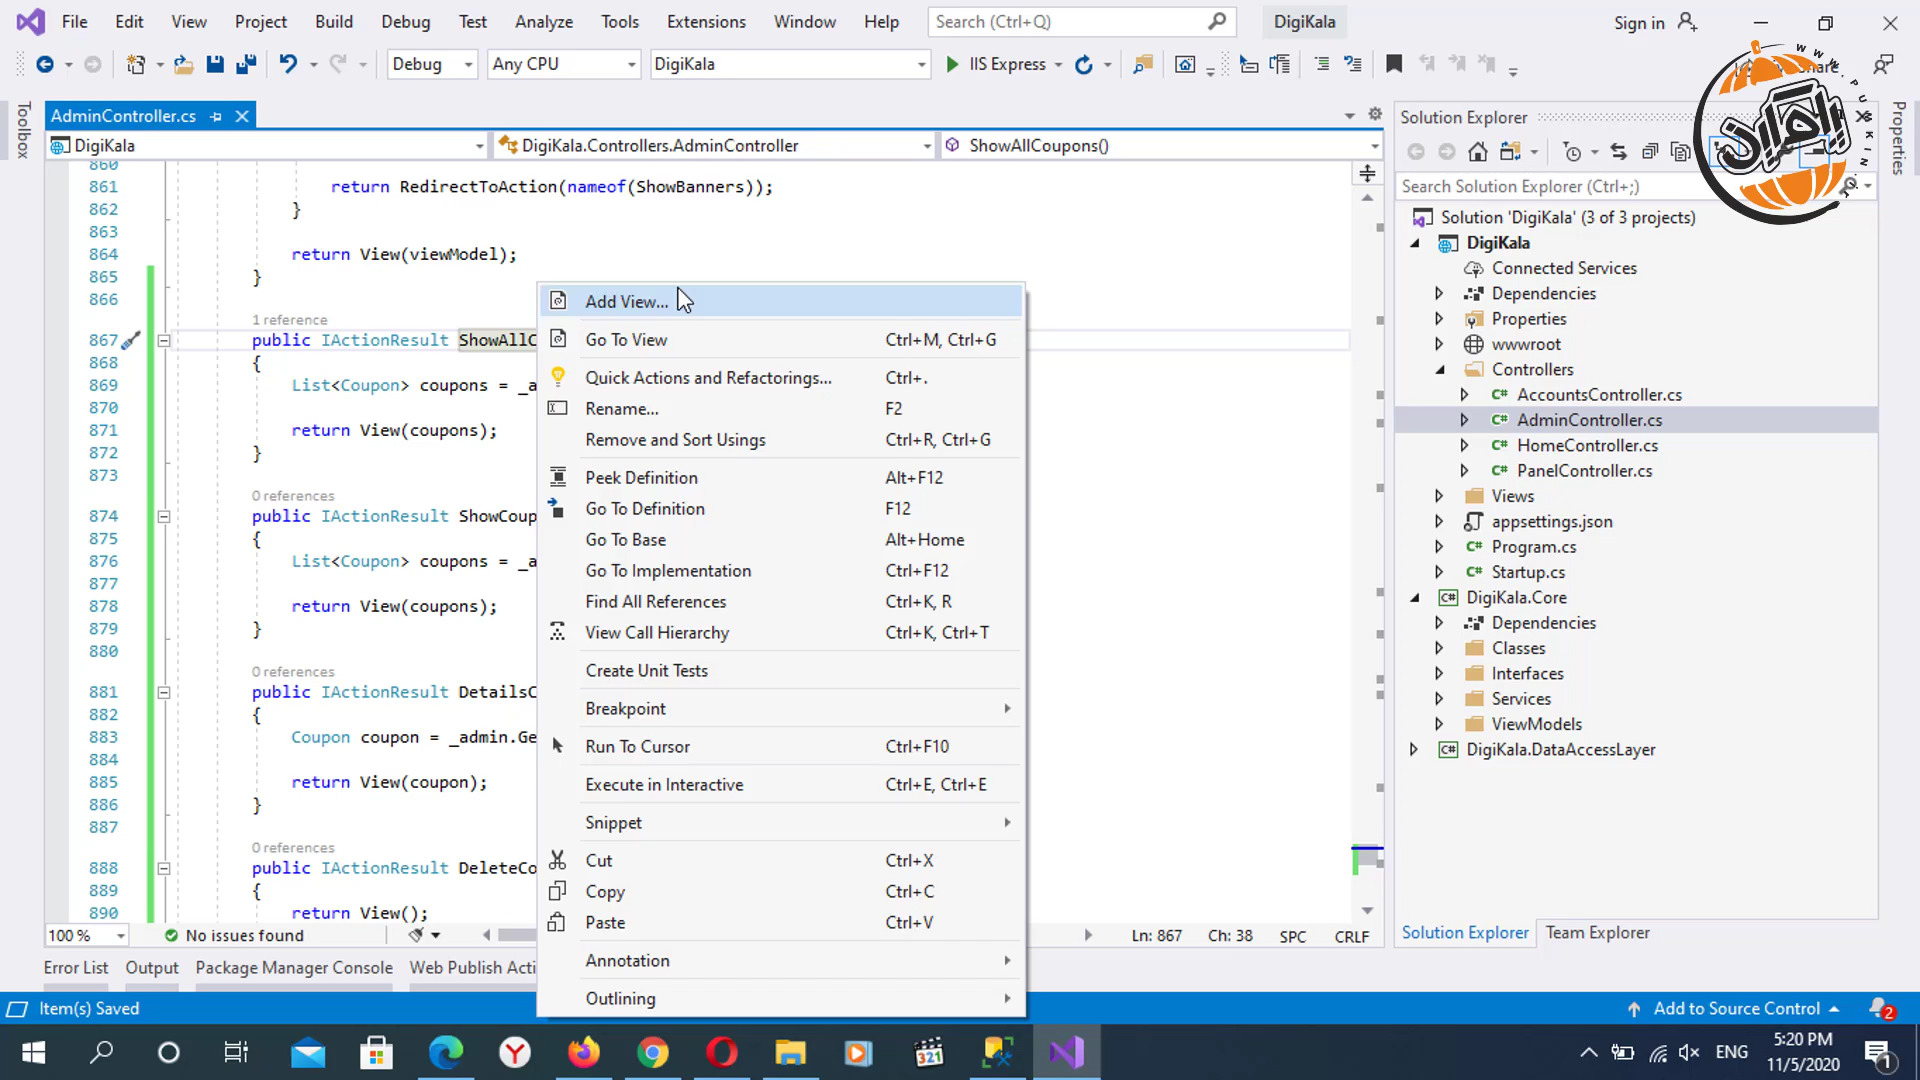 File Edit View Project Build Debug Test Analyze Tools Extensions Window Help Search (Ctrl+Q) DigiKala Sign in
Debug Any CPU DigiKala IIS Express
Toolbox
AdminController.cs
DigiKala DigiKala.Controllers.AdminController ShowAllCoupons()
860
861 return RedirectToAction(nameof(ShowBanners));
862 }
863
864 return View(viewModel);
865 }
866
1 reference
867 public IActionResult ShowAllC
868 {
869 List<Coupon> coupons = _a
870
871 return View(coupons);
872 }
873
0 references
874 public IActionResult ShowCoup
875 {
876 List<Coupon> coupons = _a
877
878 return View(coupons);
879 }
880
0 references
881 public IActionResult DetailsC
882 {
883 Coupon coupon = _admin.Ge
884
885 return View(coupon);
886 }
887
0 references
888 public IActionResult DeleteCo
889 {
890 return View();
Add View...
Go To View Ctrl+M, Ctrl+G
Quick Actions and Refactorings... Ctrl+.
Rename... F2
Remove and Sort Usings Ctrl+R, Ctrl+G
Peek Definition Alt+F12
Go To Definition F12
Go To Base Alt+Home
Go To Implementation Ctrl+F12
Find All References Ctrl+K, R
View Call Hierarchy Ctrl+K, Ctrl+T
Create Unit Tests
Breakpoint
Run To Cursor Ctrl+F10
Execute in Interactive Ctrl+E, Ctrl+E
Snippet
Cut Ctrl+X
Copy Ctrl+C
Paste Ctrl+V
Annotation
Outlining
100 % No issues found Ln: 867 Ch: 38 SPC CRLF
Error List Output Package Manager Console Web Publish Acti
Solution Explorer
Search Solution Explorer (Ctrl+;)
Solution 'DigiKala' (3 of 3 projects)
DigiKala
Connected Services
Dependencies
Properties
wwwroot
Controllers
AccountsController.cs
AdminController.cs
HomeController.cs
PanelController.cs
Views
appsettings.json
Program.cs
Startup.cs
DigiKala.Core
Dependencies
Classes
Interfaces
Services
ViewModels
DigiKala.DataAccessLayer
Solution Explorer Team Explorer
Properties
Item(s) Saved Add to Source Control 2
ENG 5:20 PM
11/5/2020
1
321